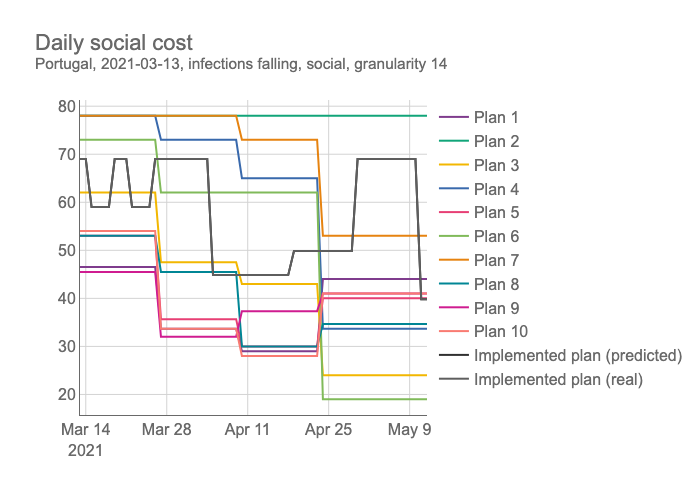 Daily social cost
Portugal, 2021-03-13, infections falling, social, granularity 14
80
70
60
50
40
30
20
Mar 14
2021
Mar 28
Apr 11
Apr 25
May 9
Plan 1
Plan 2
Plan 3
Plan 4
Plan 5
Plan 6
Plan 7
Plan 8
Plan 9
Plan 10
Implemented plan (predicted)
Implemented plan (real)